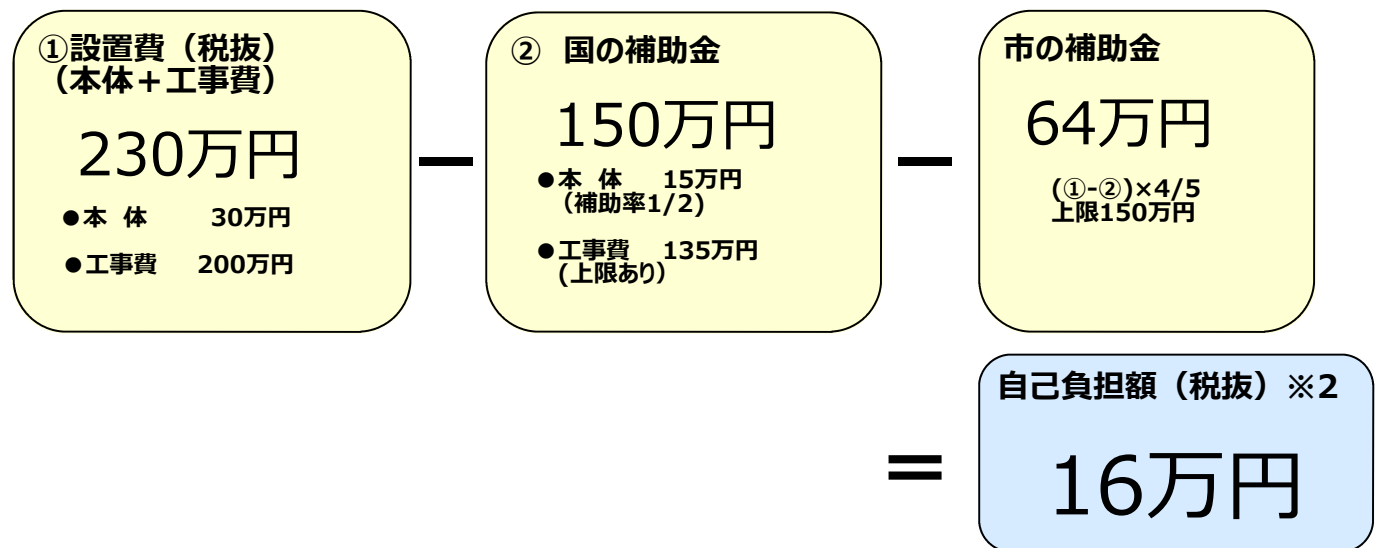 ①設置費（税抜）
（本体＋工事費）
230万円
●本 体 30万円
●工事費 200万円
ー
② 国の補助金
150万円
●本 体 15万円
（補助率1/2)
●工事費 135万円
(上限あり）
ー
市の補助金
64万円
(①-②)×4/5
上限150万円
＝
自己負担額（税抜）※2
16万円